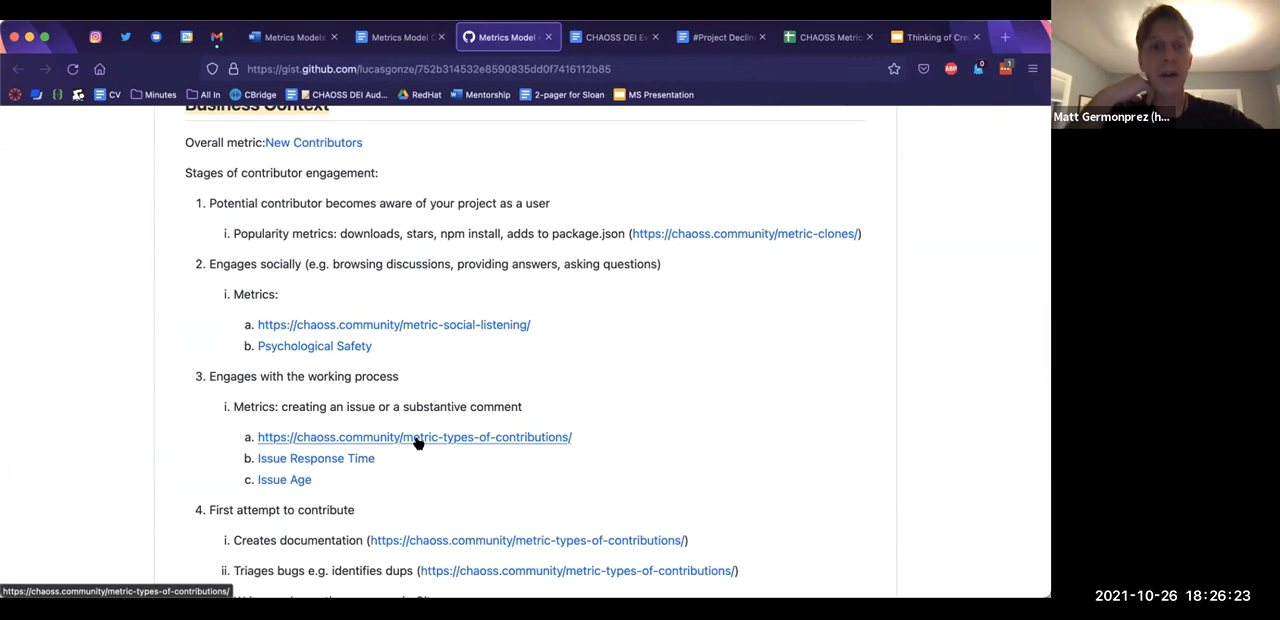 Metrics Models
Metrics Model C
Metrics Model -
CHAOSS DEI Ev
#Project Declin
CHAOSS Metric
Thinking of Cre
https://gist.github.com/lucasgonze/752b314532e8590835dd0f7416112b85
ABP
0
1
CV
Minutes
All In
CBridge
CHAOSS DEI Aud...
RedHat
Mentorship
2-pager for Sloan
MS Presentation
Matt Germonprez (h...
Business Context
Overall metric:New Contributors
Stages of contributor engagement:
1. Potential contributor becomes aware of your project as a user
i. Popularity metrics: downloads, stars, npm install, adds to package.json (https://chaoss.community/metric-clones/)
2. Engages socially (e.g. browsing discussions, providing answers, asking questions)
i. Metrics:
a. https://chaoss.community/metric-social-listening/
b. Psychological Safety
3. Engages with the working process
i. Metrics: creating an issue or a substantive comment
a. https://chaoss.community/metric-types-of-contributions/
b. Issue Response Time
c. Issue Age
4. First attempt to contribute
i. Creates documentation (https://chaoss.community/metric-types-of-contributions/)
ii. Triages bugs e.g. identifies dups (https://chaoss.community/metric-types-of-contributions/)
https://chaoss.community/metric-types-of-contributions/
2021-10-26 18:26:23